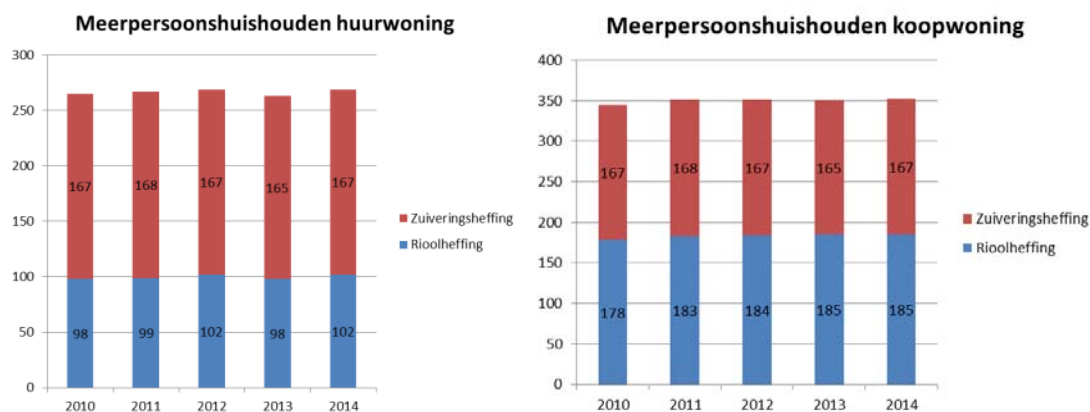 Meerpersoonshuishouden huurwoning
300
250
200
150
100
50
0
167 168 167 165 167
98 99 102 98 102
2010 2011 2012 2013 2014
Zuiveringsheffing
Rioolheffing
Meerpersoonshuishouden koopwoning
400
350
300
250
200
150
100
50
0
167 168 167 165 167
178 183 184 185 185
2010 2011 2012 2013 2014
Zuiveringsheffing
Rioolheffing